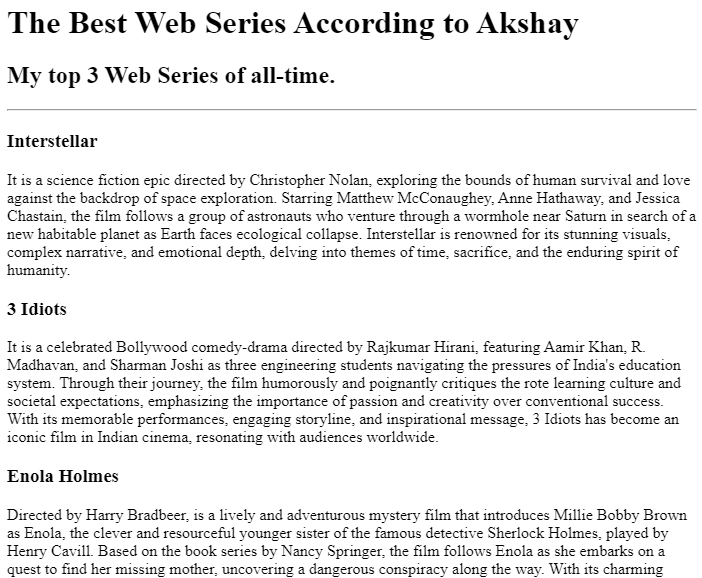 The Best Web Series According to Akshay
My top 3 Web Series of all-time.
Interstellar
It is a science fiction epic directed by Christopher Nolan, exploring the bounds of human survival and love
against the backdrop of space exploration. Starring Matthew McConaughey, Anne Hathaway, and Jessica
Chastain, the film follows a group of astronauts who venture through a wormhole near Saturn in search of a
new habitable planet as Earth faces ecological collapse. Interstellar is renowned for its stunning visuals,
complex narrative, and emotional depth, delving into themes of time, sacrifice, and the enduring spirit of
humanity.
3 Idiots
It is a celebrated Bollywood comedy-drama directed by Rajkumar Hirani, featuring Aamir Khan, R.
Madhavan, and Sharman Joshi as three engineering students navigating the pressures of India's education
system. Through their journey, the film humorously and poignantly critiques the rote learning culture and
societal expectations, emphasizing the importance of passion and creativity over conventional success.
With its memorable performances, engaging storyline, and inspirational message, 3 Idiots has become an
iconic film in Indian cinema, resonating with audiences worldwide.
Enola Holmes
Directed by Harry Bradbeer, is a lively and adventurous mystery film that introduces Millie Bobby Brown
as Enola, the clever and resourceful younger sister of the famous detective Sherlock Holmes, played by
Henry Cavill. Based on the book series by Nancy Springer, the film follows Enola as she embarks on a
quest to find her missing mother, uncovering a dangerous conspiracy along the way. With its charming